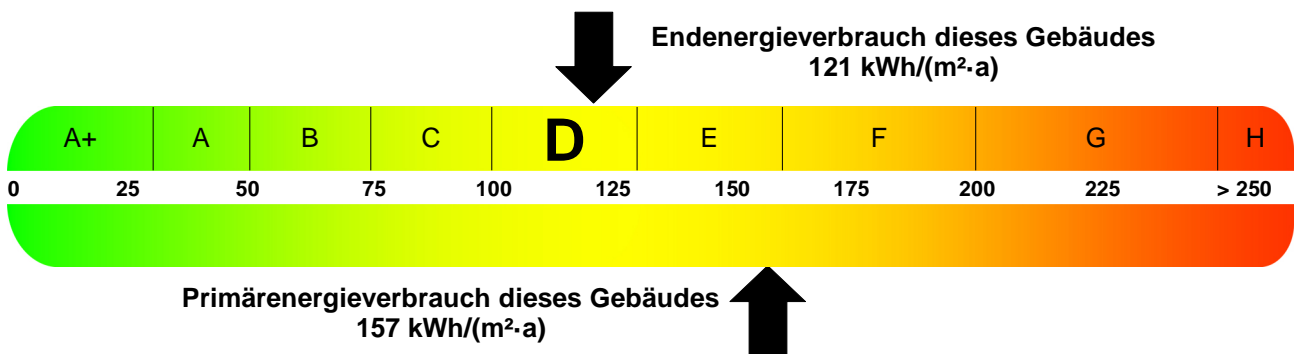 Endenergieverbrauch dieses Gebäudes
121 kWh/(m²·a)
A+ A B C D E F G H
0 25 50 75 100 125 150 175 200 225 > 250
Primärenergieverbrauch dieses Gebäudes
157 kWh/(m²·a)